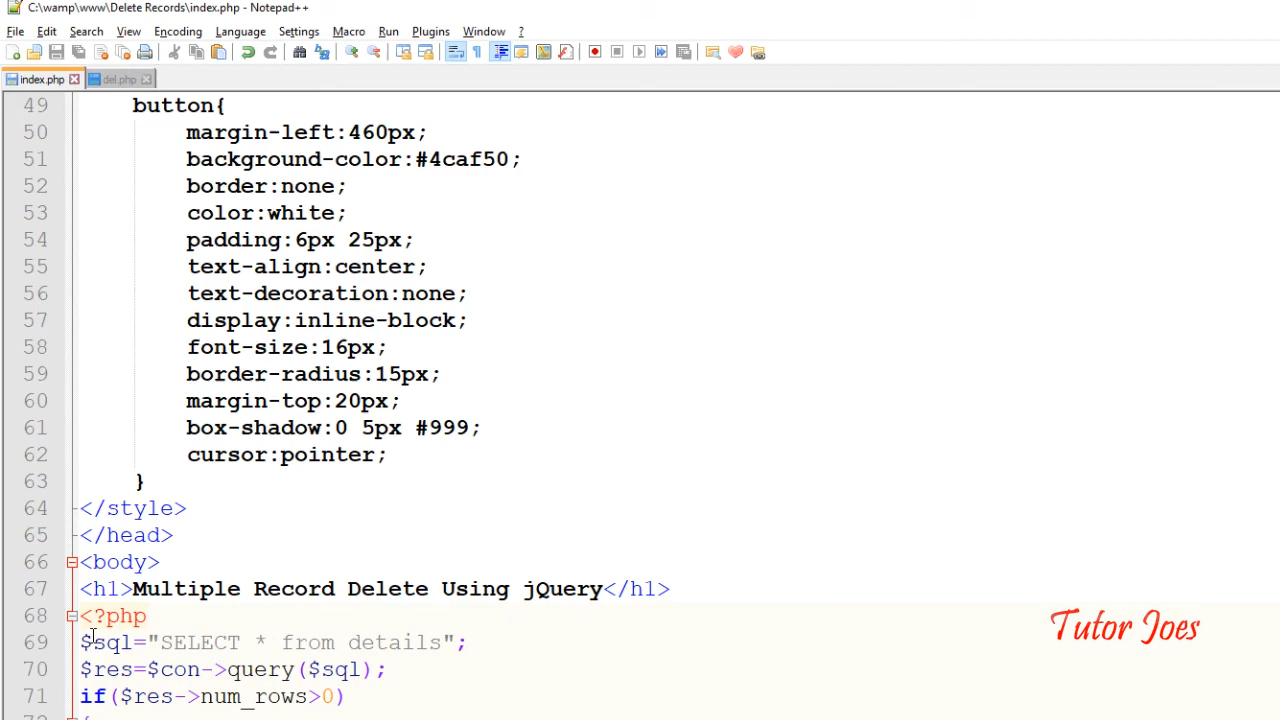 C:\wamp\www\Delete Records\index.php - Notepad++
File Edit Search View Encoding Language Settings Macro Run Plugins Window ?
index.php del.php
49 button{
50 margin-left:460px;
51 background-color:#4caf50;
52 border:none;
53 color:white;
54 padding:6px 25px;
55 text-align:center;
56 text-decoration:none;
57 display:inline-block;
58 font-size:16px;
59 border-radius:15px;
60 margin-top:20px;
61 box-shadow:0 5px #999;
62 cursor:pointer;
63 }
64 </style>
65 </head>
66 <body>
67 <h1>Multiple Record Delete Using jQuery</h1>
68 <?php
69 $sql="SELECT * from details";
70 $res=$con->query($sql);
71 if($res->num_rows>0)
Tutor Joes